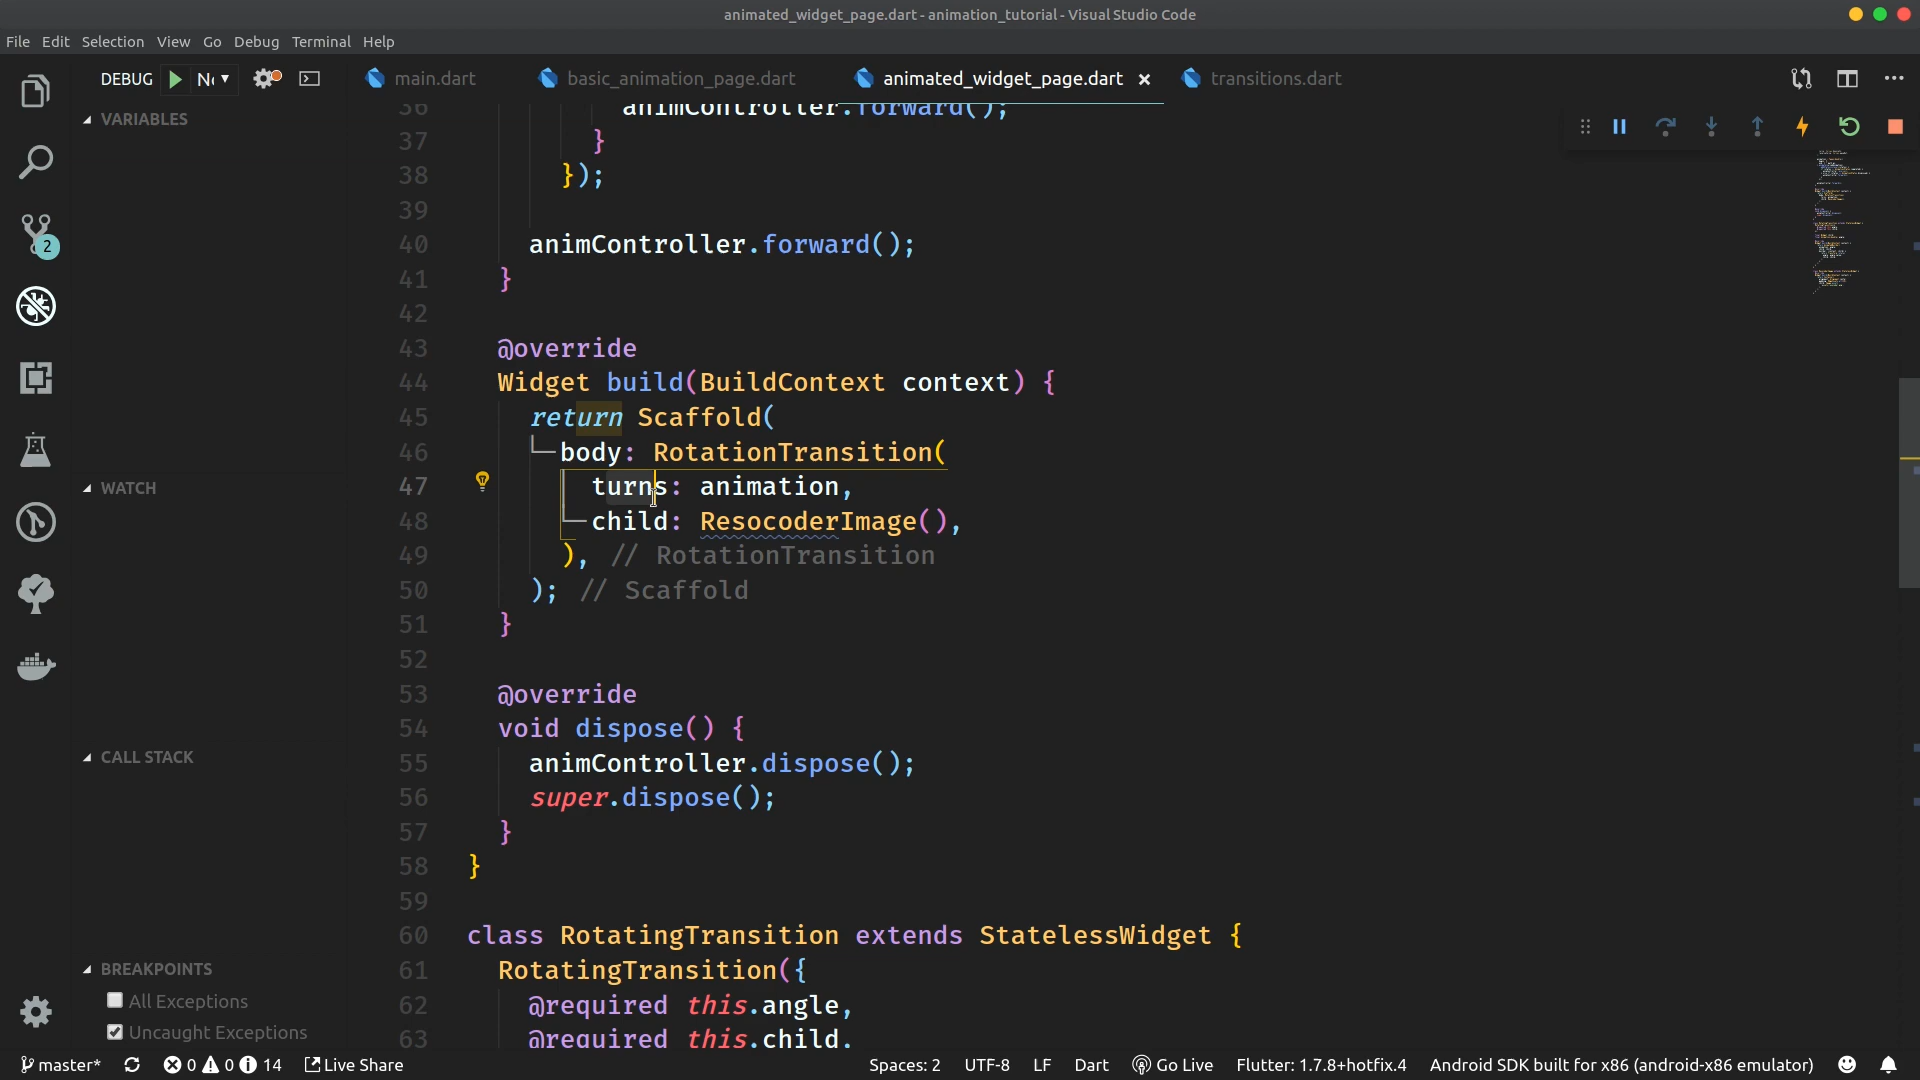 animated_widget_page.dart - animation_tutorial - Visual Studio Code
File Edit Selection View Go Debug Terminal Help
DEBUG
main.dart basic_animation_page.dart animated_widget_page.dart transitions.dart
VARIABLES
36 animController.forward();
37 }
38 });
39
40 animController.forward();
41 }
42
43 @override
44 Widget build(BuildContext context) {
45 return Scaffold(
46 body: RotationTransition(
47 turns: animation,
48 child: ResocoderImage(),
49 ), // RotationTransition
50 ); // Scaffold
51 }
52
53 @override
54 void dispose() {
55 animController.dispose();
56 super.dispose();
57 }
58 }
59
60 class RotatingTransition extends StatelessWidget {
61 RotatingTransition({
62 @required this.angle,
63 @required this.child,
2
WATCH
CALL STACK
BREAKPOINTS
All Exceptions
Uncaught Exceptions
master* 0 0 14 Live Share Spaces: 2 UTF-8 LF Dart Go Live Flutter: 1.7.8+hotfix.4 Android SDK built for x86 (android-x86 emulator)